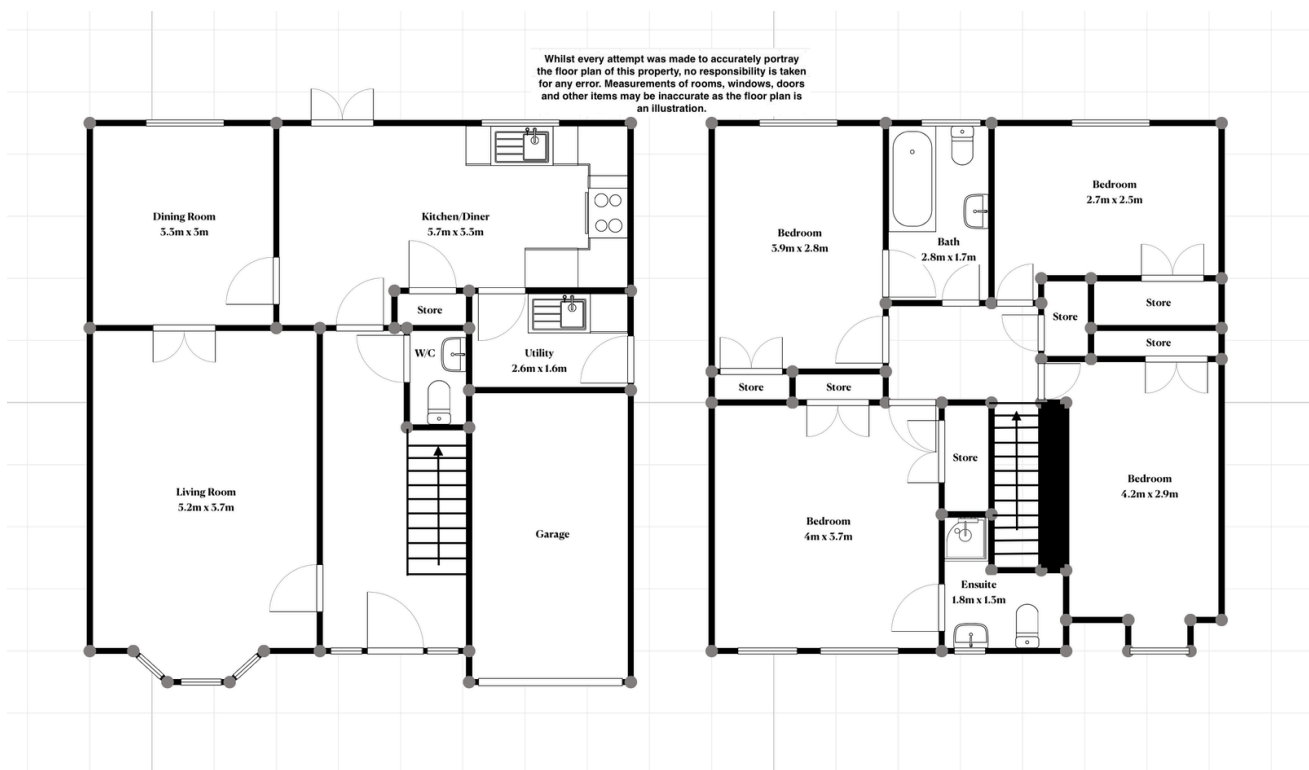 Whilst every attempt was made to accurately portray
the floor plan of this property, no responsibility is taken
for any error. Measurements of rooms, windows, doors
and other items may be inaccurate as the floor plan is
an illustration.
Dining Room
3.3m x 3m
Kitchen/Diner
5.7m x 3.3m
Store
W/C
Utility
2.6m x 1.6m
Living Room
5.2m x 3.7m
Garage
Bedroom
3.9m x 2.8m
Bath
2.8m x 1.7m
Bedroom
2.7m x 2.5m
Store
Store
Store
Store
Store
Store
Bedroom
4m x 3.7m
Bedroom
4.2m x 2.9m
Ensuite
1.8m x 1.3m